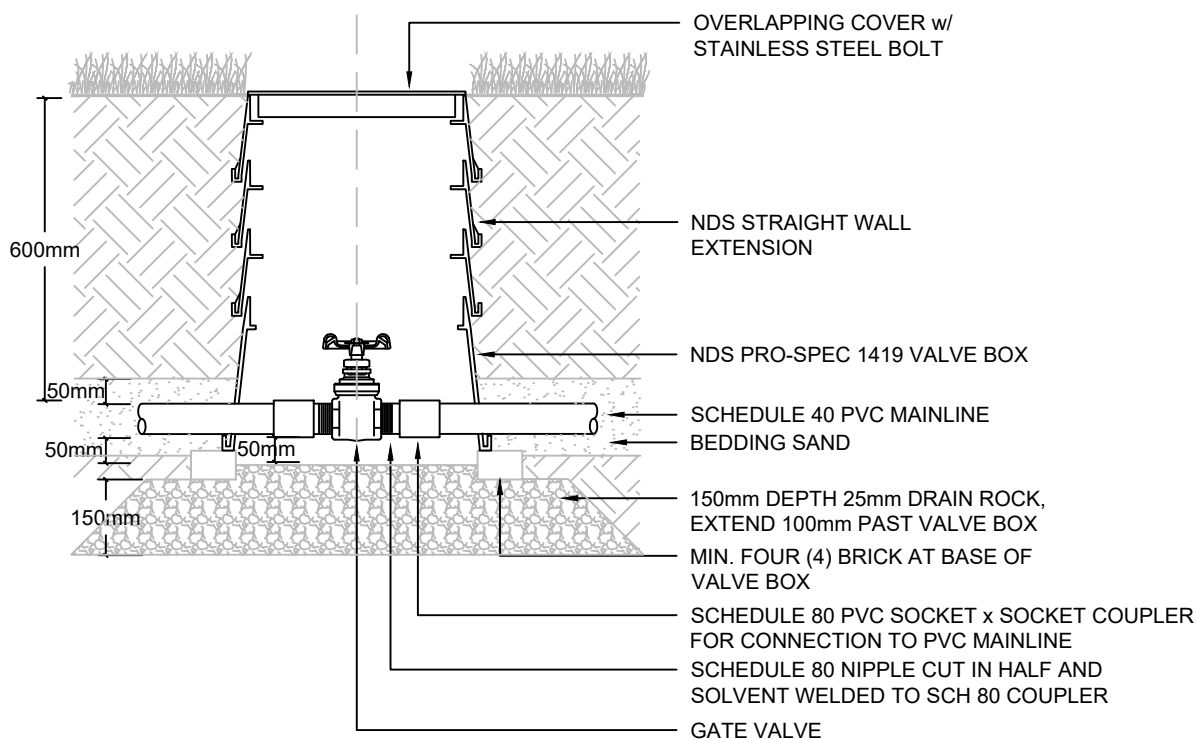 OVERLAPPING COVER w/
STAINLESS STEEL BOLT
600mm
NDS STRAIGHT WALL
EXTENSION
NDS PRO-SPEC 1419 VALVE BOX
50mm
SCHEDULE 40 PVC MAINLINE
BEDDING SAND
50mm
50mm
150mm DEPTH 25mm DRAIN ROCK,
EXTEND 100mm PAST VALVE BOX
150mm
MIN. FOUR (4) BRICK AT BASE OF
VALVE BOX
SCHEDULE 80 PVC SOCKET x SOCKET COUPLER
FOR CONNECTION TO PVC MAINLINE
SCHEDULE 80 NIPPLE CUT IN HALF AND
SOLVENT WELDED TO SCH 80 COUPLER
GATE VALVE